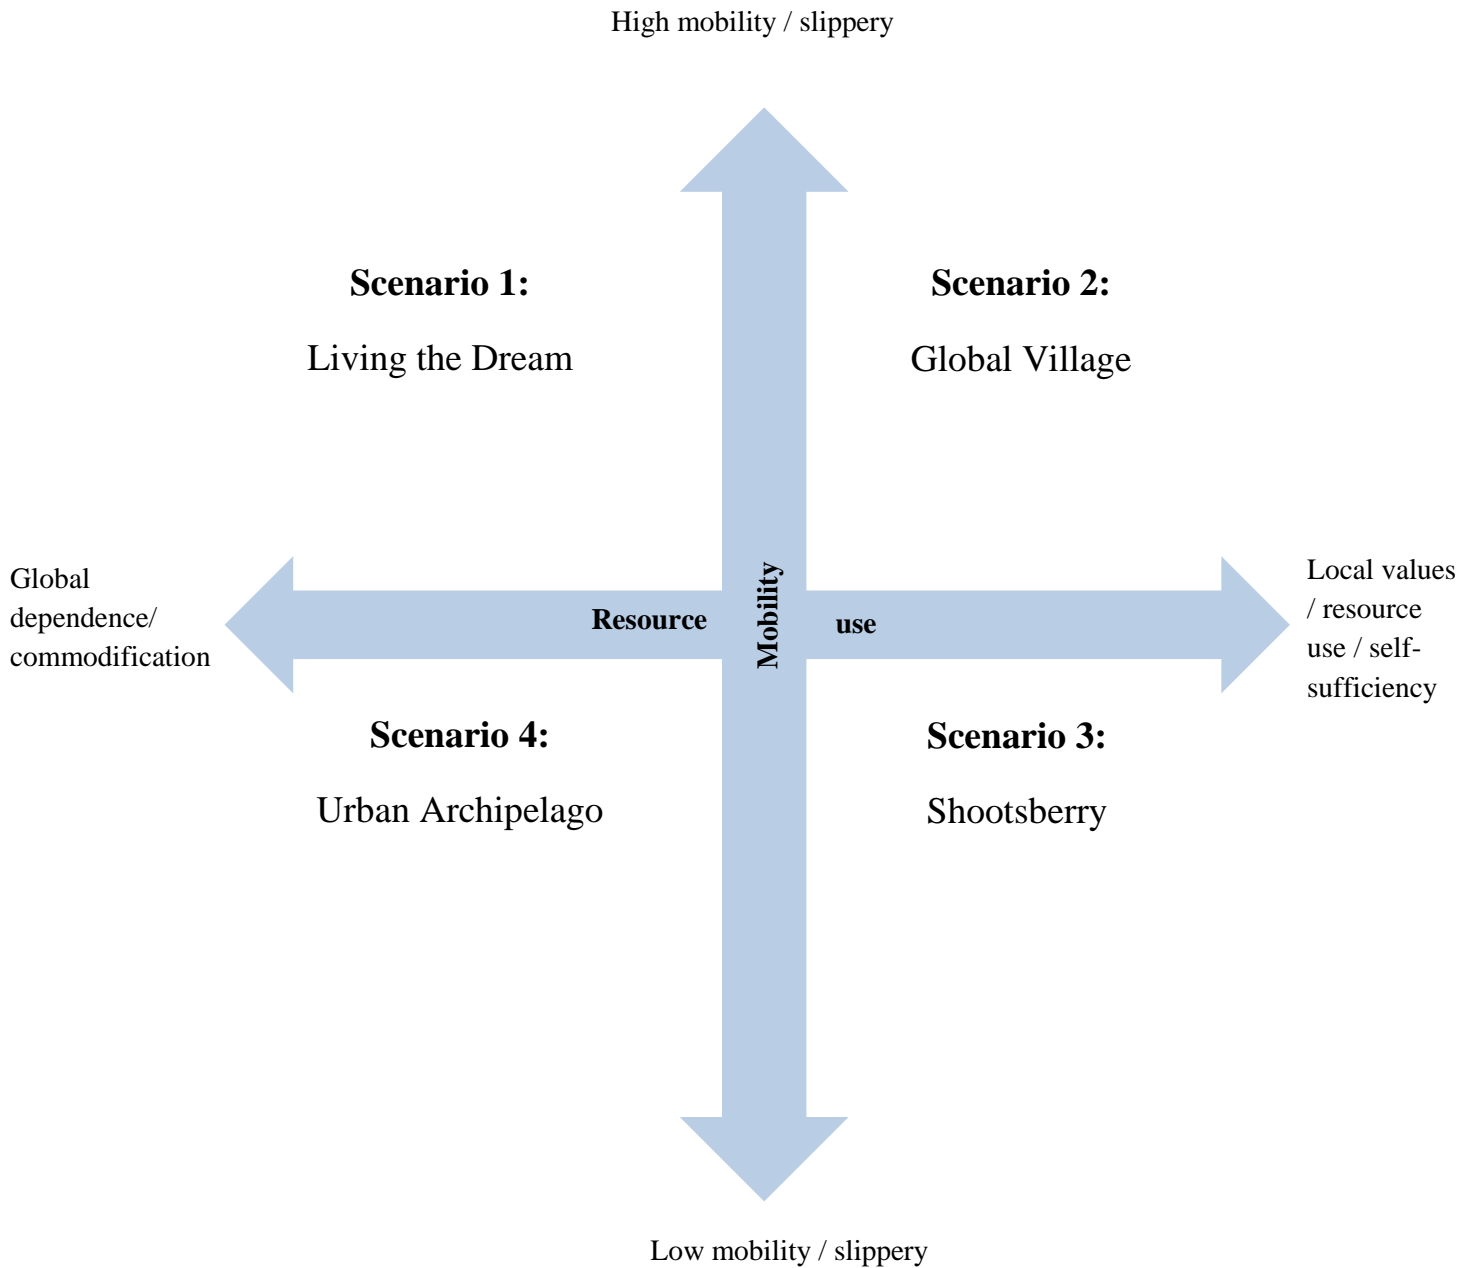 High mobility / slippery
Scenario 1:
Living the Dream
Scenario 2:
Global Village
Global
dependence/
commodification
Resource
Mobility
use
Local values
/ resource
use / self-
sufficiency
Scenario 4:
Urban Archipelago
Scenario 3:
Shootsberry
Low mobility / slippery